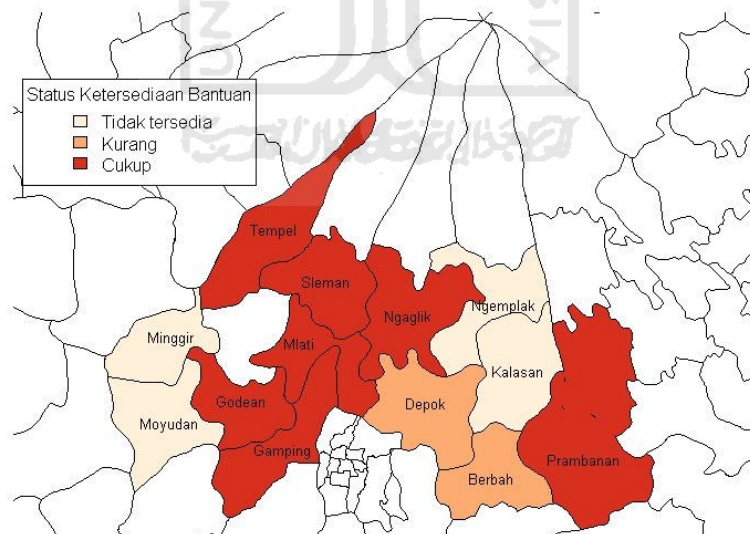 Status Ketersediaan Bantuan
Tidak tersedia
Kurang
Cukup
Tempel
Sleman
Ngaglik
Ngemplak
Minggir
Mlati
Kalasan
Godean
Depok
Moyudan
Gamping
Prambanan
Berbah